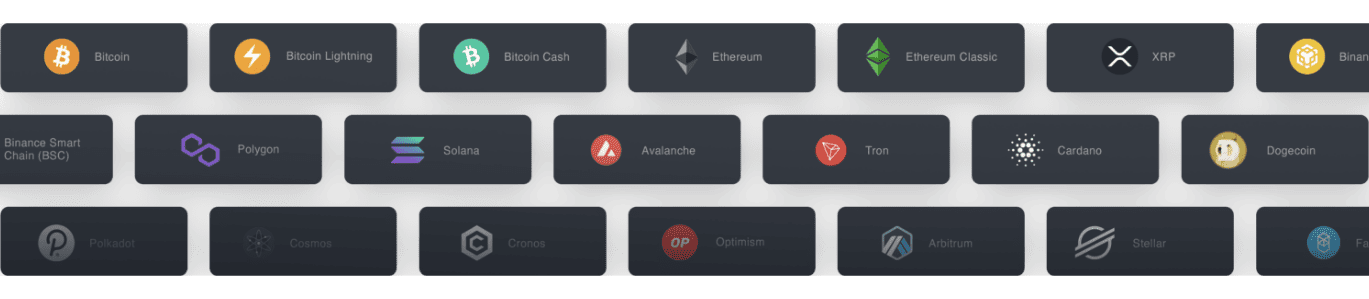 Bitcoin
Bitcoin Lightning
Bitcoin Cash
Ethereum
Ethereum Classic
XRP
Binan
Binance Smart
Chain (BSC)
Polygon
Solana
Avalanche
Tron
Cardano
Dogecoin
Polkadot
Cosmos
Cronos
OP
Optimism
Arbitrum
Stellar
Fa